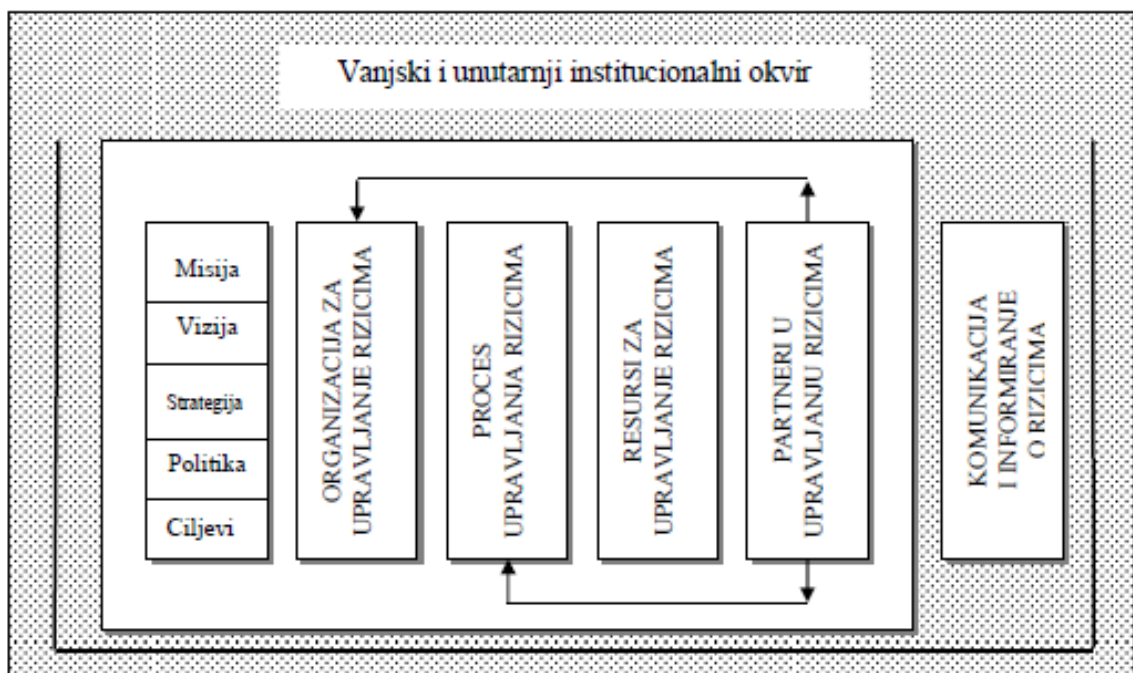 Vanjski i unutarnji institucionalni okvir
Misija
Vizija
Strategija
Politika
Ciljevi
ORGANIZACIJA ZA
UPRAVLJANJE RIZICIMA
PROCES
UPRAVLJANJA RIZICIMA
RESURSI ZA
UPRAVLJANJE RIZICIMA
PARTNERI U
UPRAVLJANJU RIZICIMA
KOMUNIKACIJA
I INFORMIRANJE
O RIZICIMA